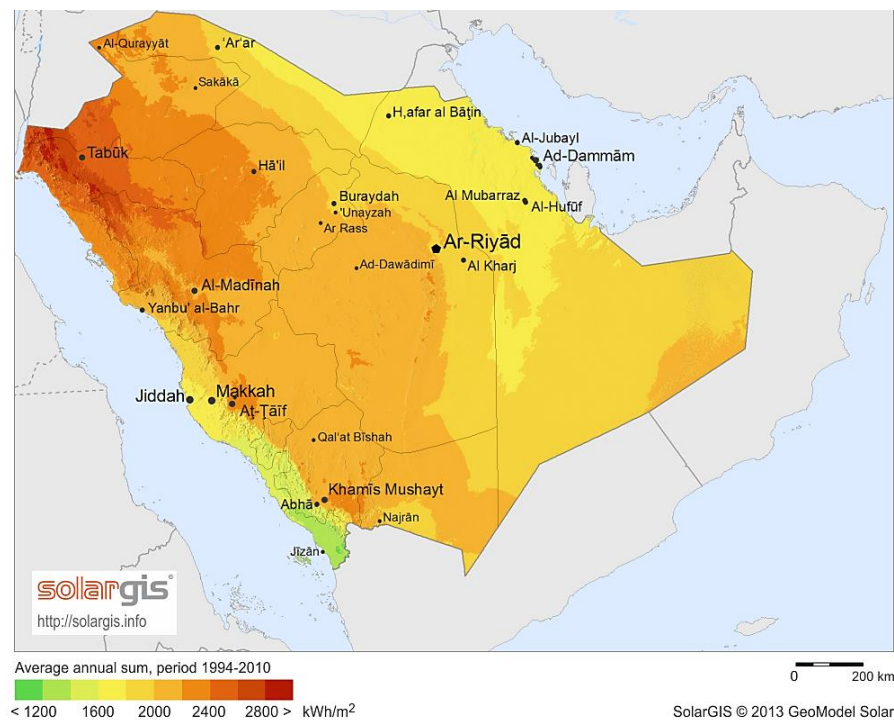 Al-Qurayyāt
'Ar'ar
Sakākā
H,afar al Bāţin
Al-Jubayl
Ad-Dammām
Tabūk
Hā'il
Buraydah
'Unayzah
Ar Rass
Al Mubarraz
Al-Hufūf
Ar-Riyād
Ad-Dawādimī
Al Kharj
Al-Madīnah
Yanbu' al-Bahr
Jiddah
Makkah
Aţ-Ţāīf
Qal'at Bīshah
Khamīs Mushayt
Abhā
Najrān
Jīzān
solargis
http://solargis.info
Average annual sum, period 1994-2010
< 1200 1600 2000 2400 2800 > kWh/m²
0 200 km
SolarGIS © 2013 GeoModel Solar